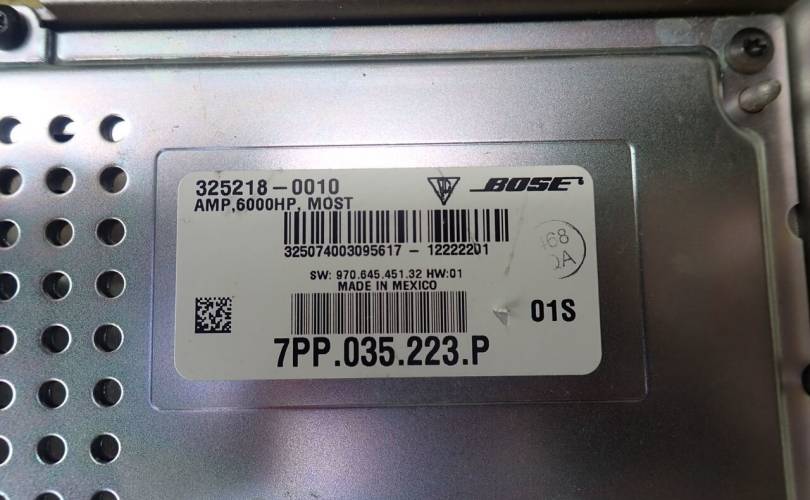 325218-0010
BOSE
AMP,6000HP, MOST
325074003095617 - 12222201
68
QA
SW: 970.645.451.32 HW:01
MADE IN MEXICO
01S
7PP.035.223.P